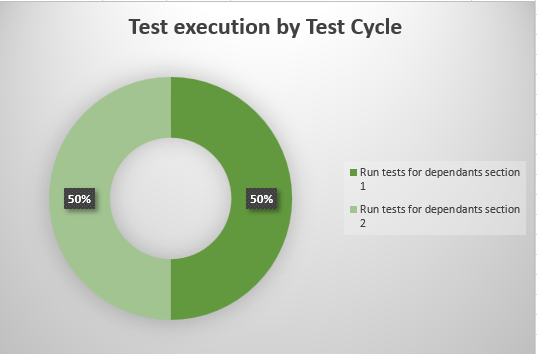 Test execution by Test Cycle
50%
50%
Run tests for dependants section
1
Run tests for dependants section
2